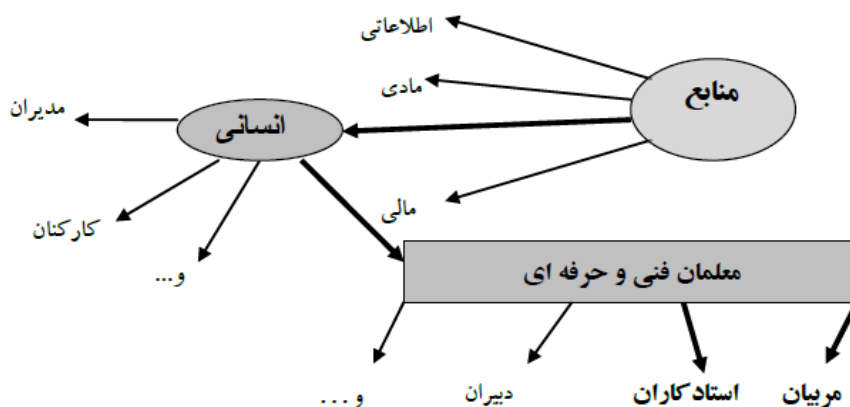 اطلاعاتی
منابع
مادی
مدیران
انسانی
مالی
کارکنان
و...
معلمان فنی و حرفه ای
مربیان
استادکاران
دبیران
و ...